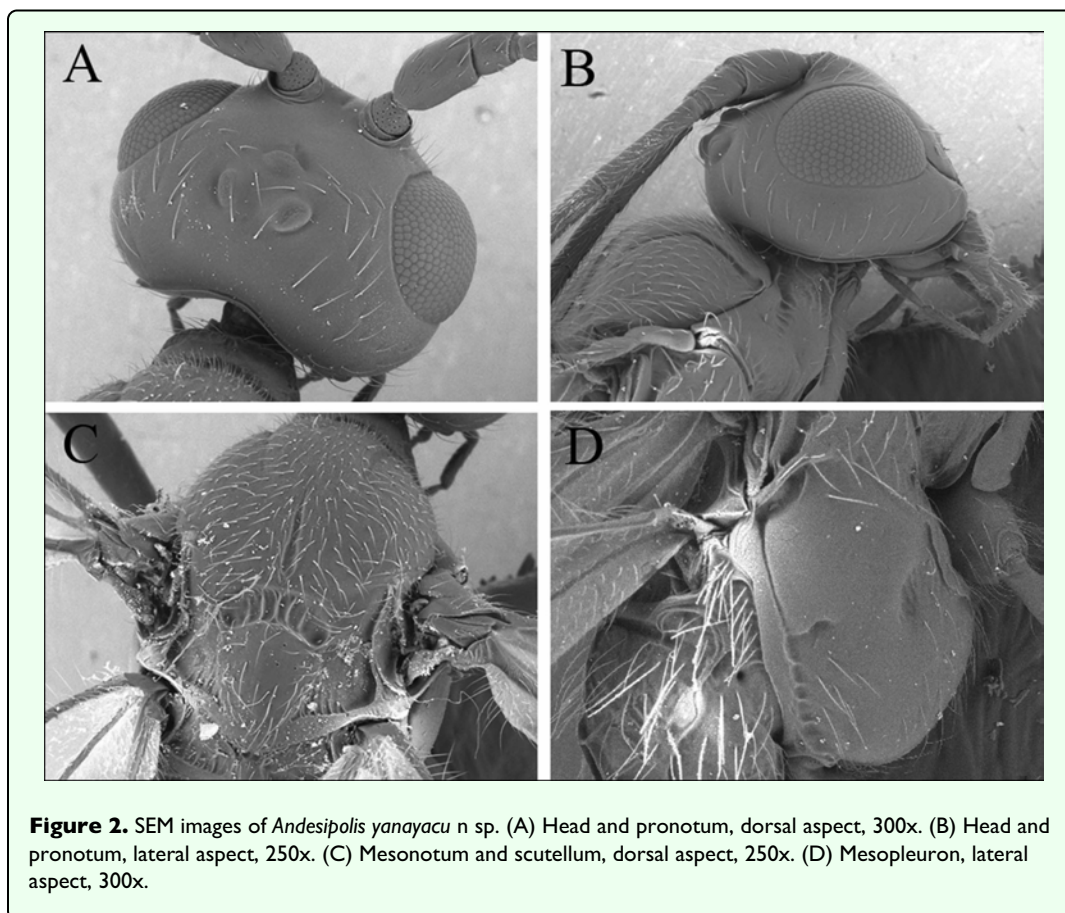 A
B
C
D
Figure 2. SEM images of Andesipolis yanayacu n sp. (A) Head and pronotum, dorsal aspect, 300x. (B) Head and
pronotum, lateral aspect, 250x. (C) Mesonotum and scutellum, dorsal aspect, 250x. (D) Mesopleuron, lateral
aspect, 300x.